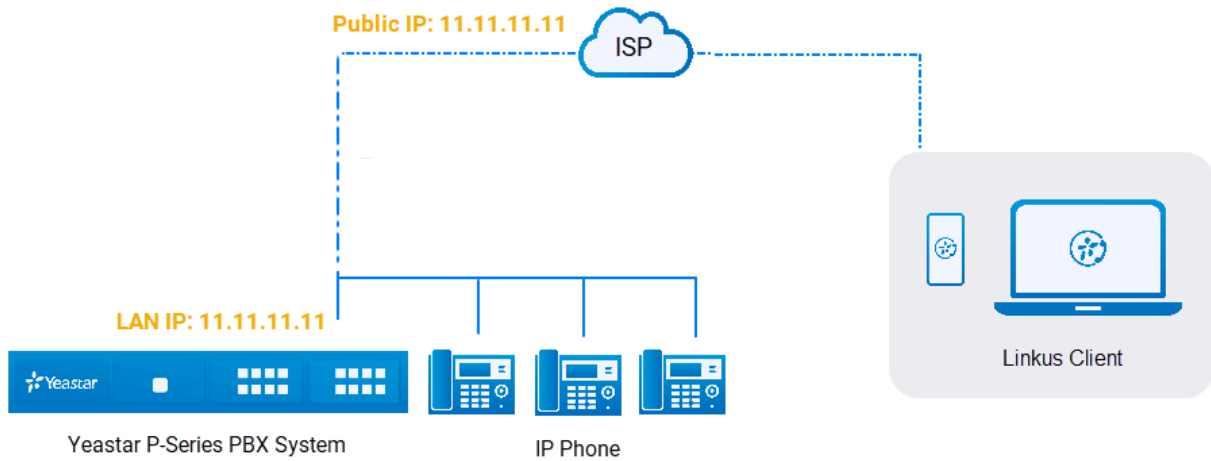 Public IP: 11.11.11.11
ISP
LAN IP: 11.11.11.11
Yeastar
Linkus Client
Yeastar P-Series PBX System
IP Phone